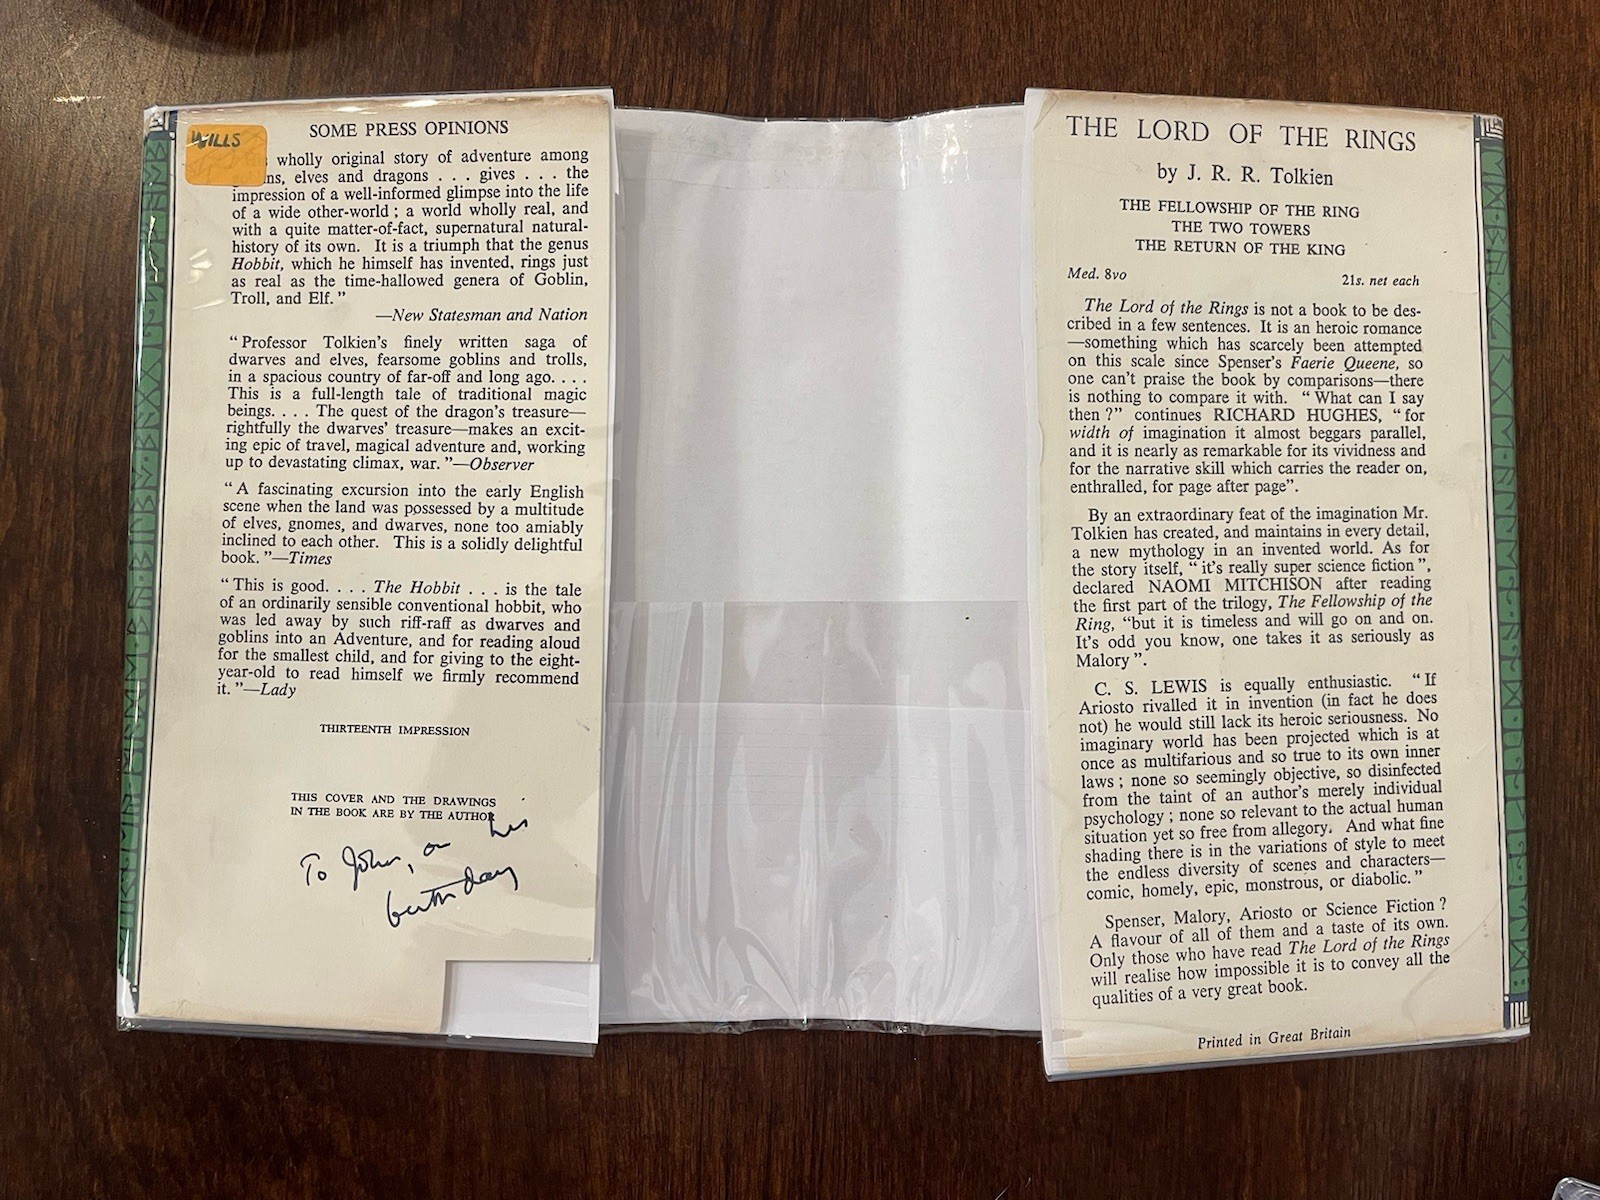 WILLS
SOME PRESS OPINIONS
wholly original story of adventure among
ns, elves and dragons . . . gives . . . the
impression of a well-informed glimpse into the life
of a wide other-world ; a world wholly real, and
with a quite matter-of-fact, supernatural natural-
history of its own. It is a triumph that the genus
Hobbit, which he himself has invented, rings just
as real as the time-hallowed genera of Goblin,
Troll, and Elf. ”
—New Statesman and Nation
“ Professor Tolkien's finely written saga of
dwarves and elves, fearsome goblins and trolls,
in a spacious country of far-off and long ago. . . .
This is a full-length tale of traditional magic
beings. . . . The quest of the dragon's treasure—
rightfully the dwarves' treasure—makes an excit-
ing epic of travel, magical adventure and, working
up to devastating climax, war. ”—Observer
“ A fascinating excursion into the early English
scene when the land was possessed by a multitude
of elves, gnomes, and dwarves, none too amiably
inclined to each other. This is a solidly delightful
book. ”—Times
“ This is good. . . . The Hobbit . . . is the tale
of an ordinarily sensible conventional hobbit, who
was led away by such riff-raff as dwarves and
goblins into an Adventure, and for reading aloud
for the smallest child, and for giving to the eight-
year-old to read himself we firmly recommend
it. ”—Lady
THIRTEENTH IMPRESSION
THIS COVER AND THE DRAWINGS
IN THE BOOK ARE BY THE AUTHOR
To John, on his
birthday
THE LORD OF THE RINGS
by J. R. R. Tolkien
THE FELLOWSHIP OF THE RING
THE TWO TOWERS
THE RETURN OF THE KING
Med. 8vo 21s. net each
The Lord of the Rings is not a book to be des-
cribed in a few sentences. It is an heroic romance
—something which has scarcely been attempted
on this scale since Spenser's Faerie Queene, so
one can't praise the book by comparisons—there
is nothing to compare it with. “ What can I say
then ?” continues RICHARD HUGHES, “ for
width of imagination it almost beggars parallel,
and it is nearly as remarkable for its vividness and
for the narrative skill which carries the reader on,
enthralled, for page after page”.
By an extraordinary feat of the imagination Mr.
Tolkien has created, and maintains in every detail,
a new mythology in an invented world. As for
the story itself, “ it's really super science fiction ”,
declared NAOMI MITCHISON after reading
the first part of the trilogy, The Fellowship of the
Ring, “but it is timeless and will go on and on.
It's odd you know, one takes it as seriously as
Malory ”.
C. S. LEWIS is equally enthusiastic. “ If
Ariosto rivalled it in invention (in fact he does
not) he would still lack its heroic seriousness. No
imaginary world has been projected which is at
once as multifarious and so true to its own inner
laws ; none so seemingly objective, so disinfected
from the taint of an author's merely individual
psychology ; none so relevant to the actual human
situation yet so free from allegory. And what fine
shading there is in the variations of style to meet
the endless diversity of scenes and characters—
comic, homely, epic, monstrous, or diabolic. ”
Spenser, Malory, Ariosto or Science Fiction ?
A flavour of all of them and a taste of its own.
Only those who have read The Lord of the Rings
will realise how impossible it is to convey all the
qualities of a very great book.
Printed in Great Britain